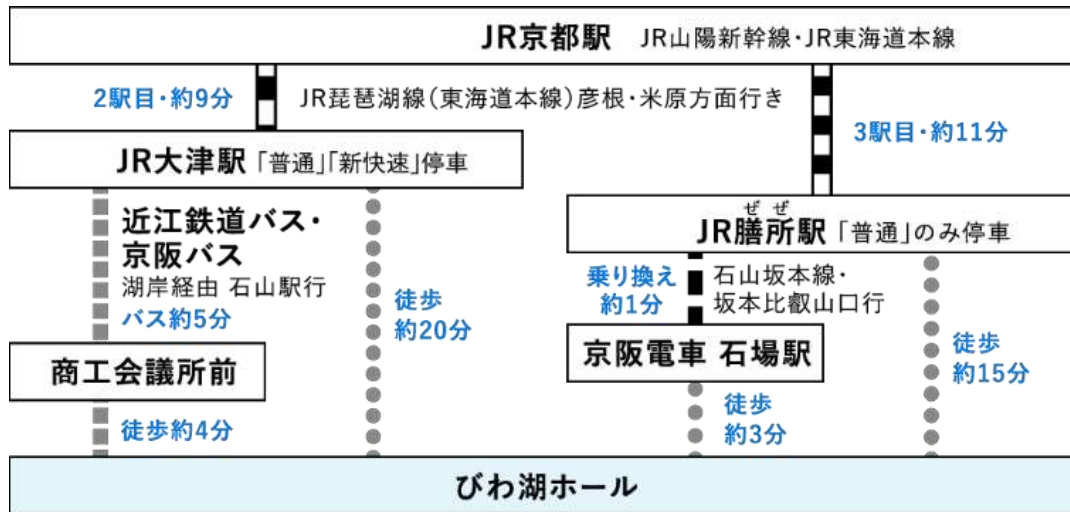 JR京都駅 JR山陽新幹線・JR東海道本線
2駅目・約9分
JR琵琶湖線(東海道本線)彦根・米原方面行き
3駅目・約11分
JR大津駅「普通」「新快速」停車
近江鉄道バス・
京阪バス
湖岸経由 石山駅行
バス約5分
徒歩
約20分
ぜぜ
JR膳所駅「普通」のみ停車
乗り換え
約1分
石山坂本線・
坂本比叡山口行
商工会議所前
京阪電車 石場駅
徒歩
約15分
徒歩約4分
徒歩
約3分
びわ湖ホール